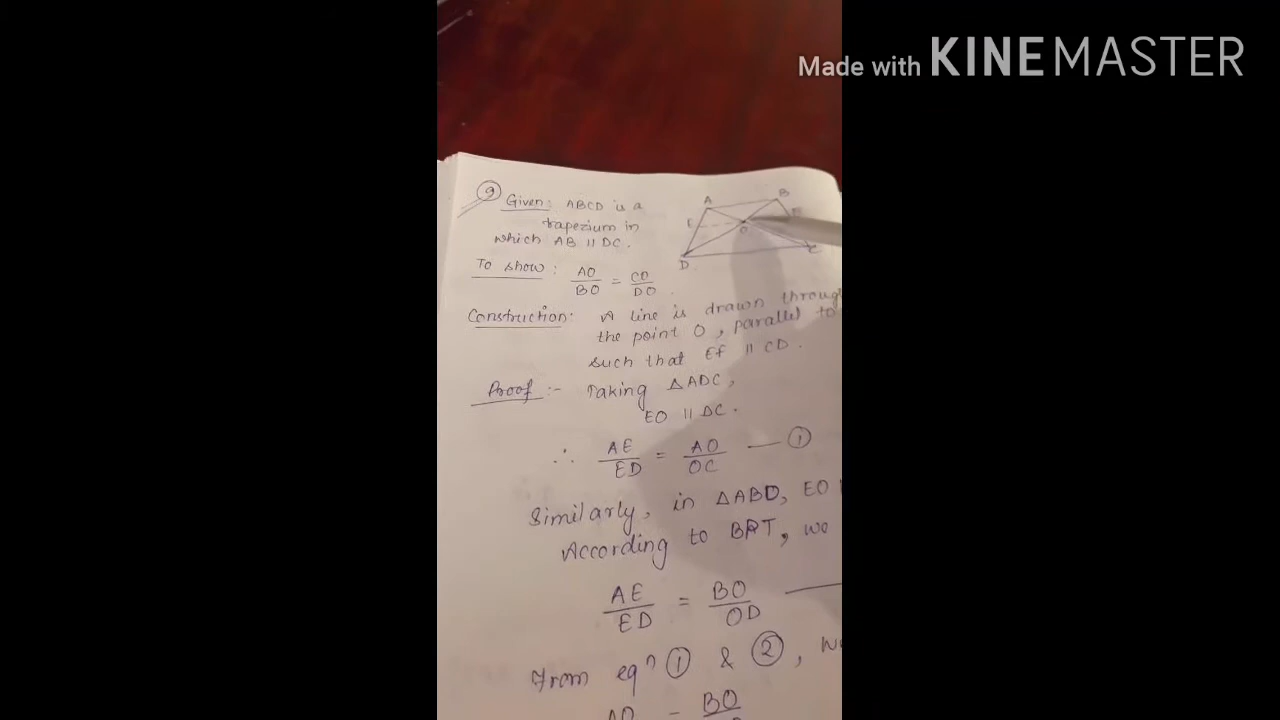 Made with KINEMASTER
9 Given: ABCD is a
trapezium in
which AB || DC.
A B
E F
O
D C
To show: AO/BO = CO/DO.
Construction: A line is drawn through
the point O, parallel to
such that EF || CD.
Proof :- Taking △ADC,
EO || DC.
∴ AE/ED = AO/OC — ①
Similarly, in △ABD, EO
According to BPT, we
AE/ED = BO/OD —
From eqⁿ ① & ②,
AO = BO